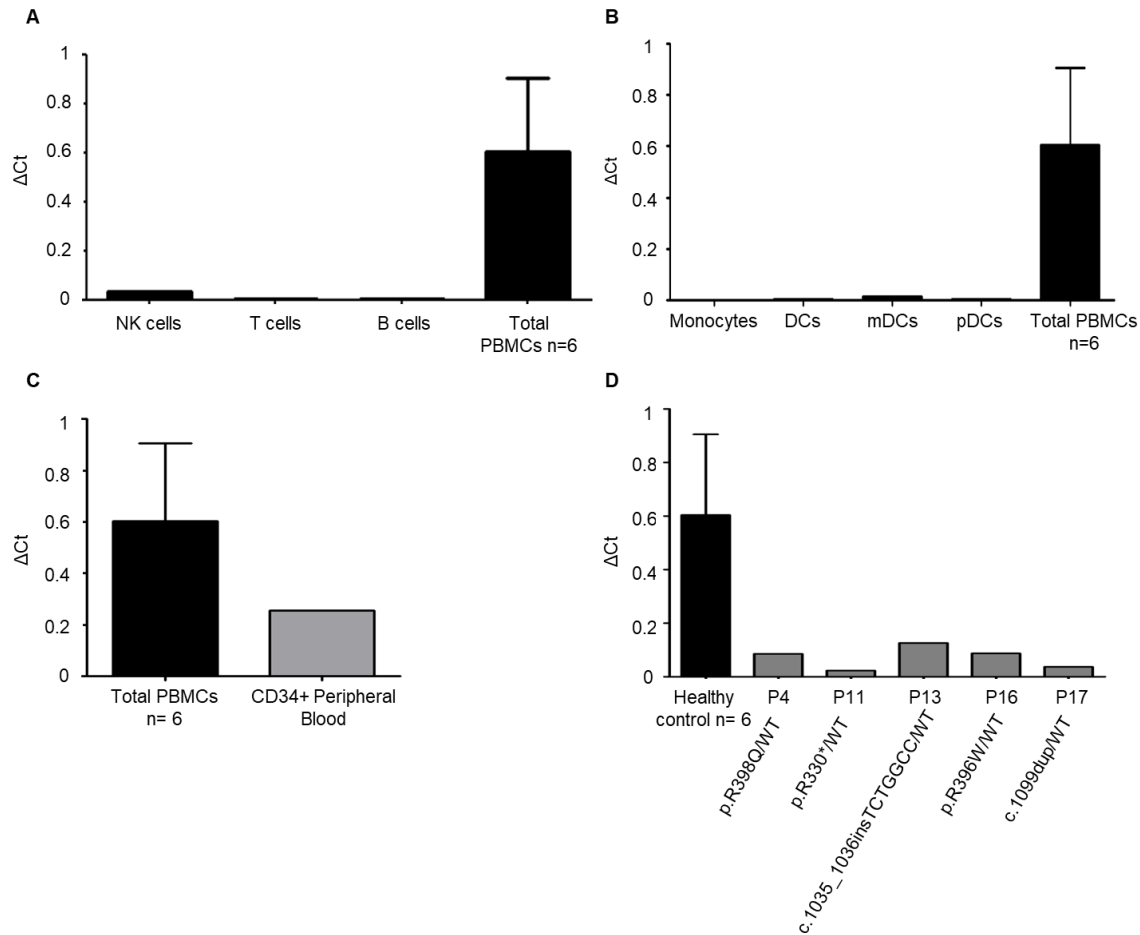 A
ΔCt
1
0.8
0.6
0.4
0.2
0
NK cells
T cells
B cells
Total
PBMCs n=6
B
ΔCt
1
0.8
0.6
0.4
0.2
0
Monocytes
DCs
mDCs
pDCs
Total PBMCs
n=6
C
ΔCt
1
0.8
0.6
0.4
0.2
0
Total PBMCs
n= 6
CD34+ Peripheral
Blood
D
ΔCt
1
0.8
0.6
0.4
0.2
0
Healthy
control n= 6
P4
P11
P13
P16
P17
p.R398Q/WT
p.R330*/WT
c.1035_1036insTCTGGCC/WT
p.R396W/WT
c.1099dup/WT